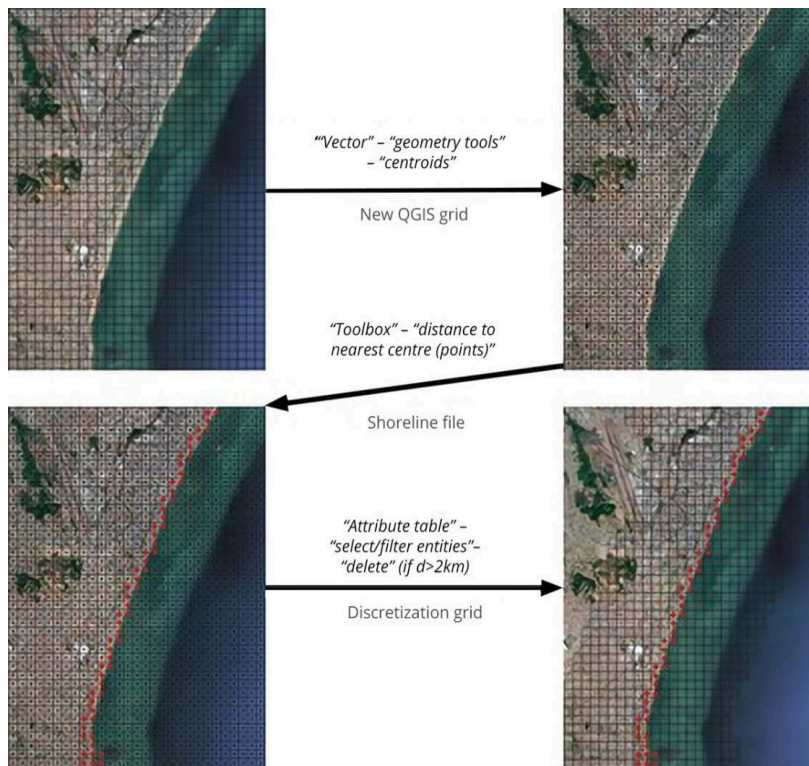 “‘Vector” – “geometry tools”
– “centroids”
New QGIS grid
“Toolbox” – “distance to
nearest centre (points)”
Shoreline file
“Attribute table” –
“select/filter entities”–
“delete” (if d>2km)
Discretization grid